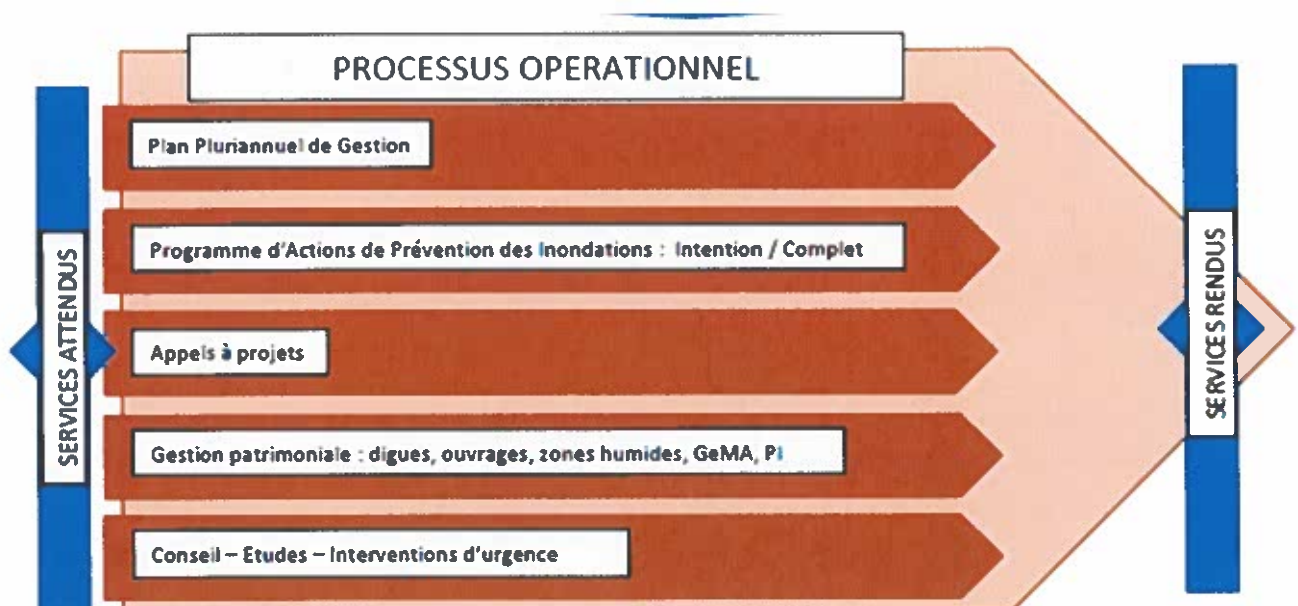 PROCESSUS OPERATIONNEL
SERVICES ATTENDUS
Plan Pluriannuel de Gestion
Programme d'Actions de Prévention des Inondations : Intention / Complet
Appels à projets
Gestion patrimoniale : digues, ouvrages, zones humides, GeMA, PI
Conseil – Etudes – Interventions d'urgence
SERVICES RENDUS